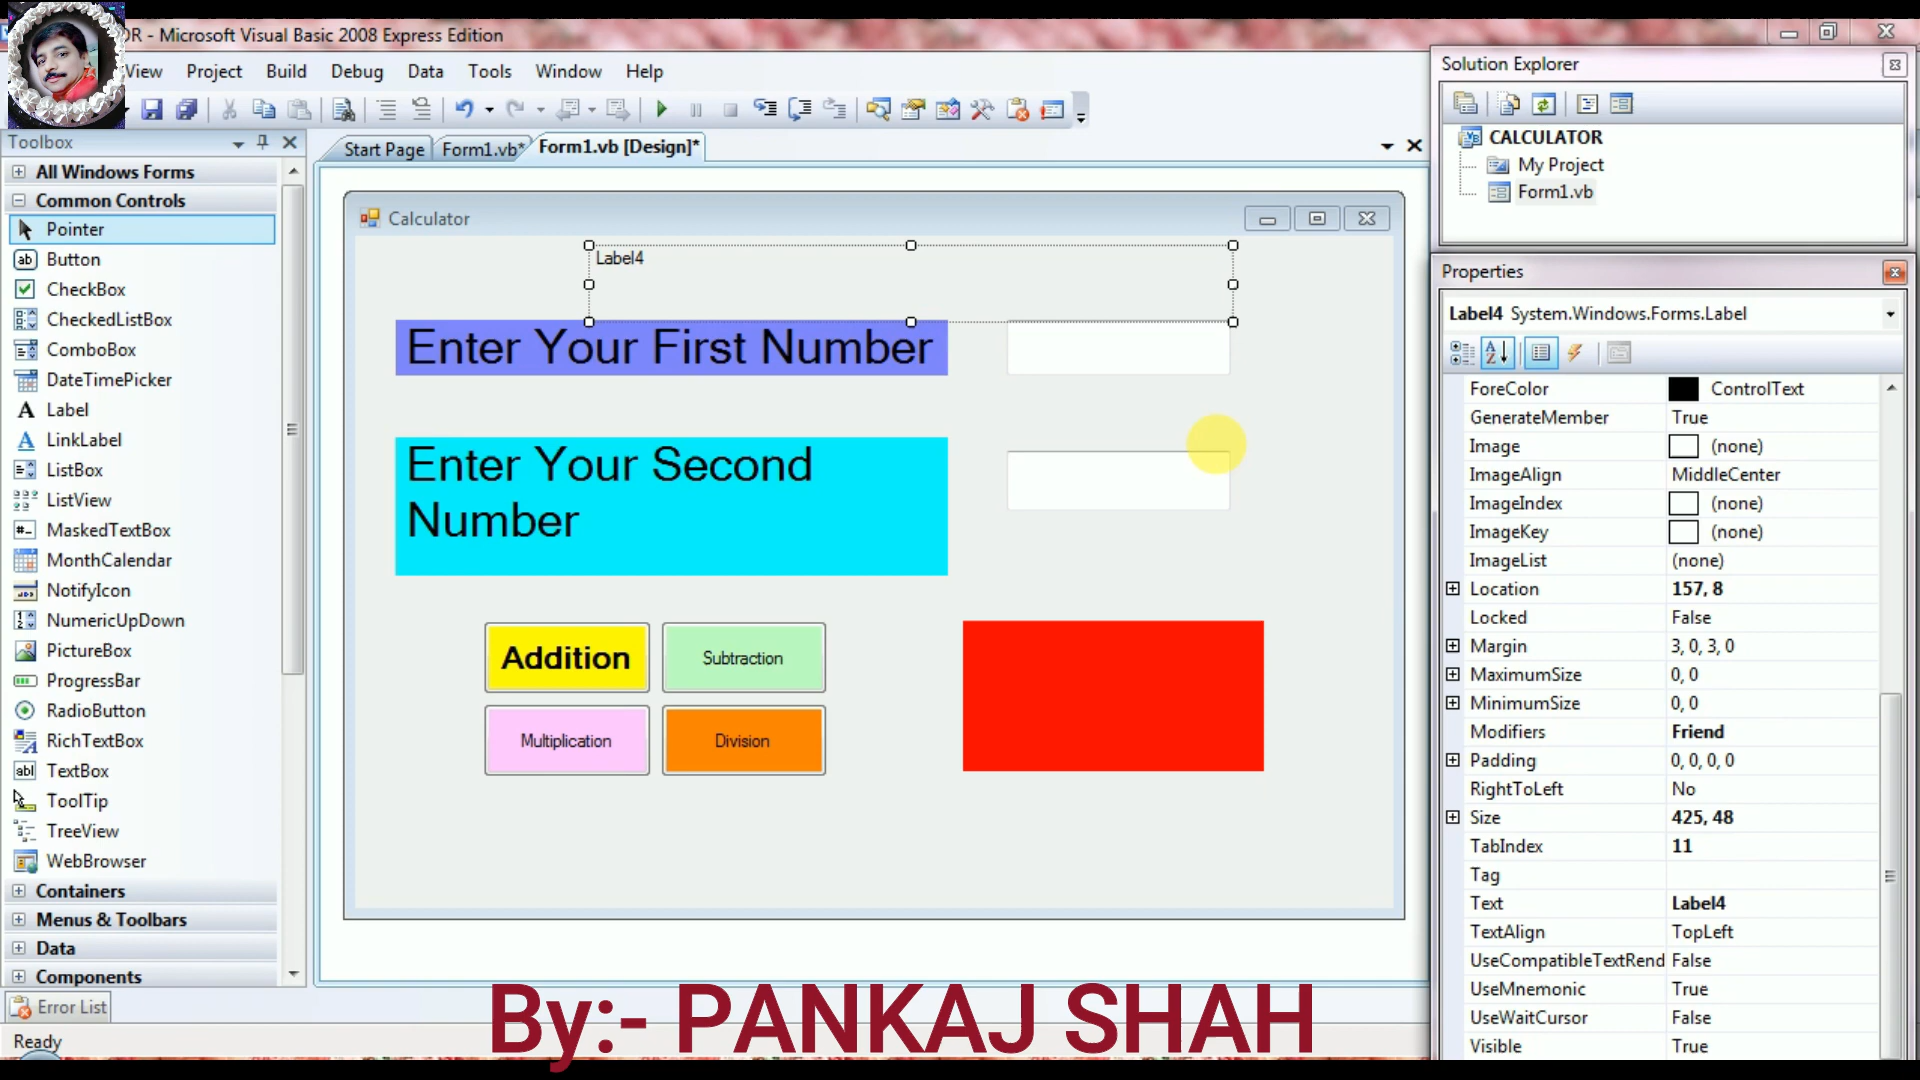 OR - Microsoft Visual Basic 2008 Express Edition
View Project Build Debug Data Tools Window Help
Toolbox
All Windows Forms
Common Controls
Pointer
Button
CheckBox
CheckedListBox
ComboBox
DateTimePicker
Label
LinkLabel
ListBox
ListView
MaskedTextBox
MonthCalendar
NotifyIcon
NumericUpDown
PictureBox
ProgressBar
RadioButton
RichTextBox
TextBox
ToolTip
TreeView
WebBrowser
Containers
Menus & Toolbars
Data
Components
Error List
Ready
Start Page Form1.vb* Form1.vb [Design]*
Calculator
Label4
Enter Your First Number
Enter Your Second
Number
Addition Subtraction
Multiplication Division
Solution Explorer
CALCULATOR
My Project
Form1.vb
Properties
Label4 System.Windows.Forms.Label
ForeColor ControlText
GenerateMember True
Image (none)
ImageAlign MiddleCenter
ImageIndex (none)
ImageKey (none)
ImageList (none)
Location 157, 8
Locked False
Margin 3, 0, 3, 0
MaximumSize 0, 0
MinimumSize 0, 0
Modifiers Friend
Padding 0, 0, 0, 0
RightToLeft No
Size 425, 48
TabIndex 11
Tag
Text Label4
TextAlign TopLeft
UseCompatibleTextRend False
UseMnemonic True
UseWaitCursor False
Visible True
By:- PANKAJ SHAH